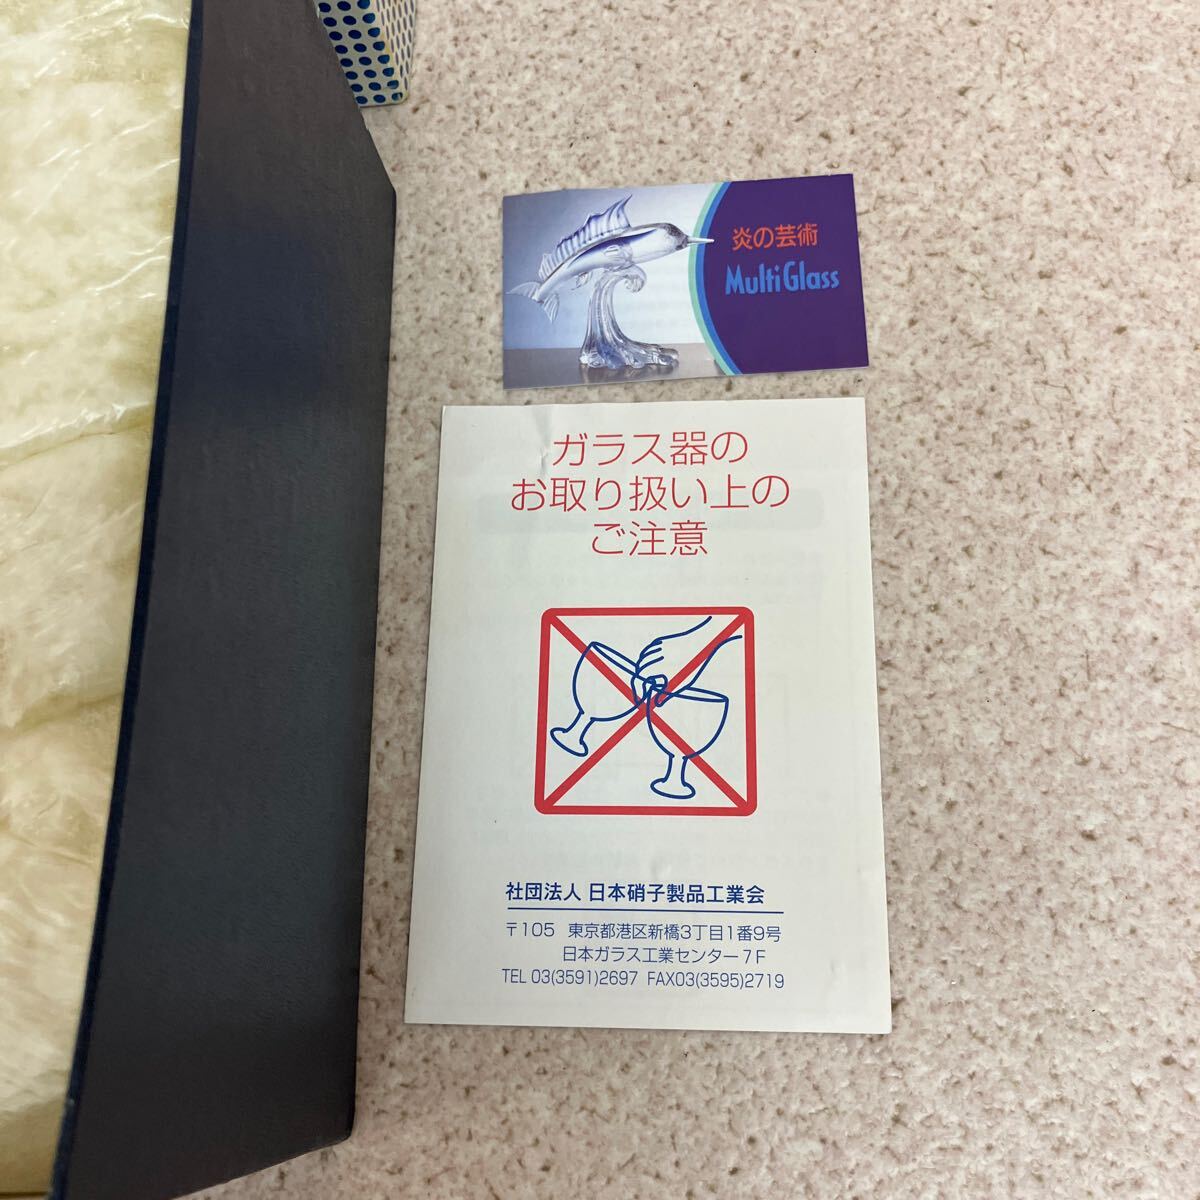 炎の芸術
MultiGlass
ガラス器の
お取り扱い上の
ご注意
社団法人 日本硝子製品工業会
〒105 東京都港区新橋3丁目1番9号
日本ガラス工業センター7F
TEL 03(3591)2697 FAX03(3595)2719